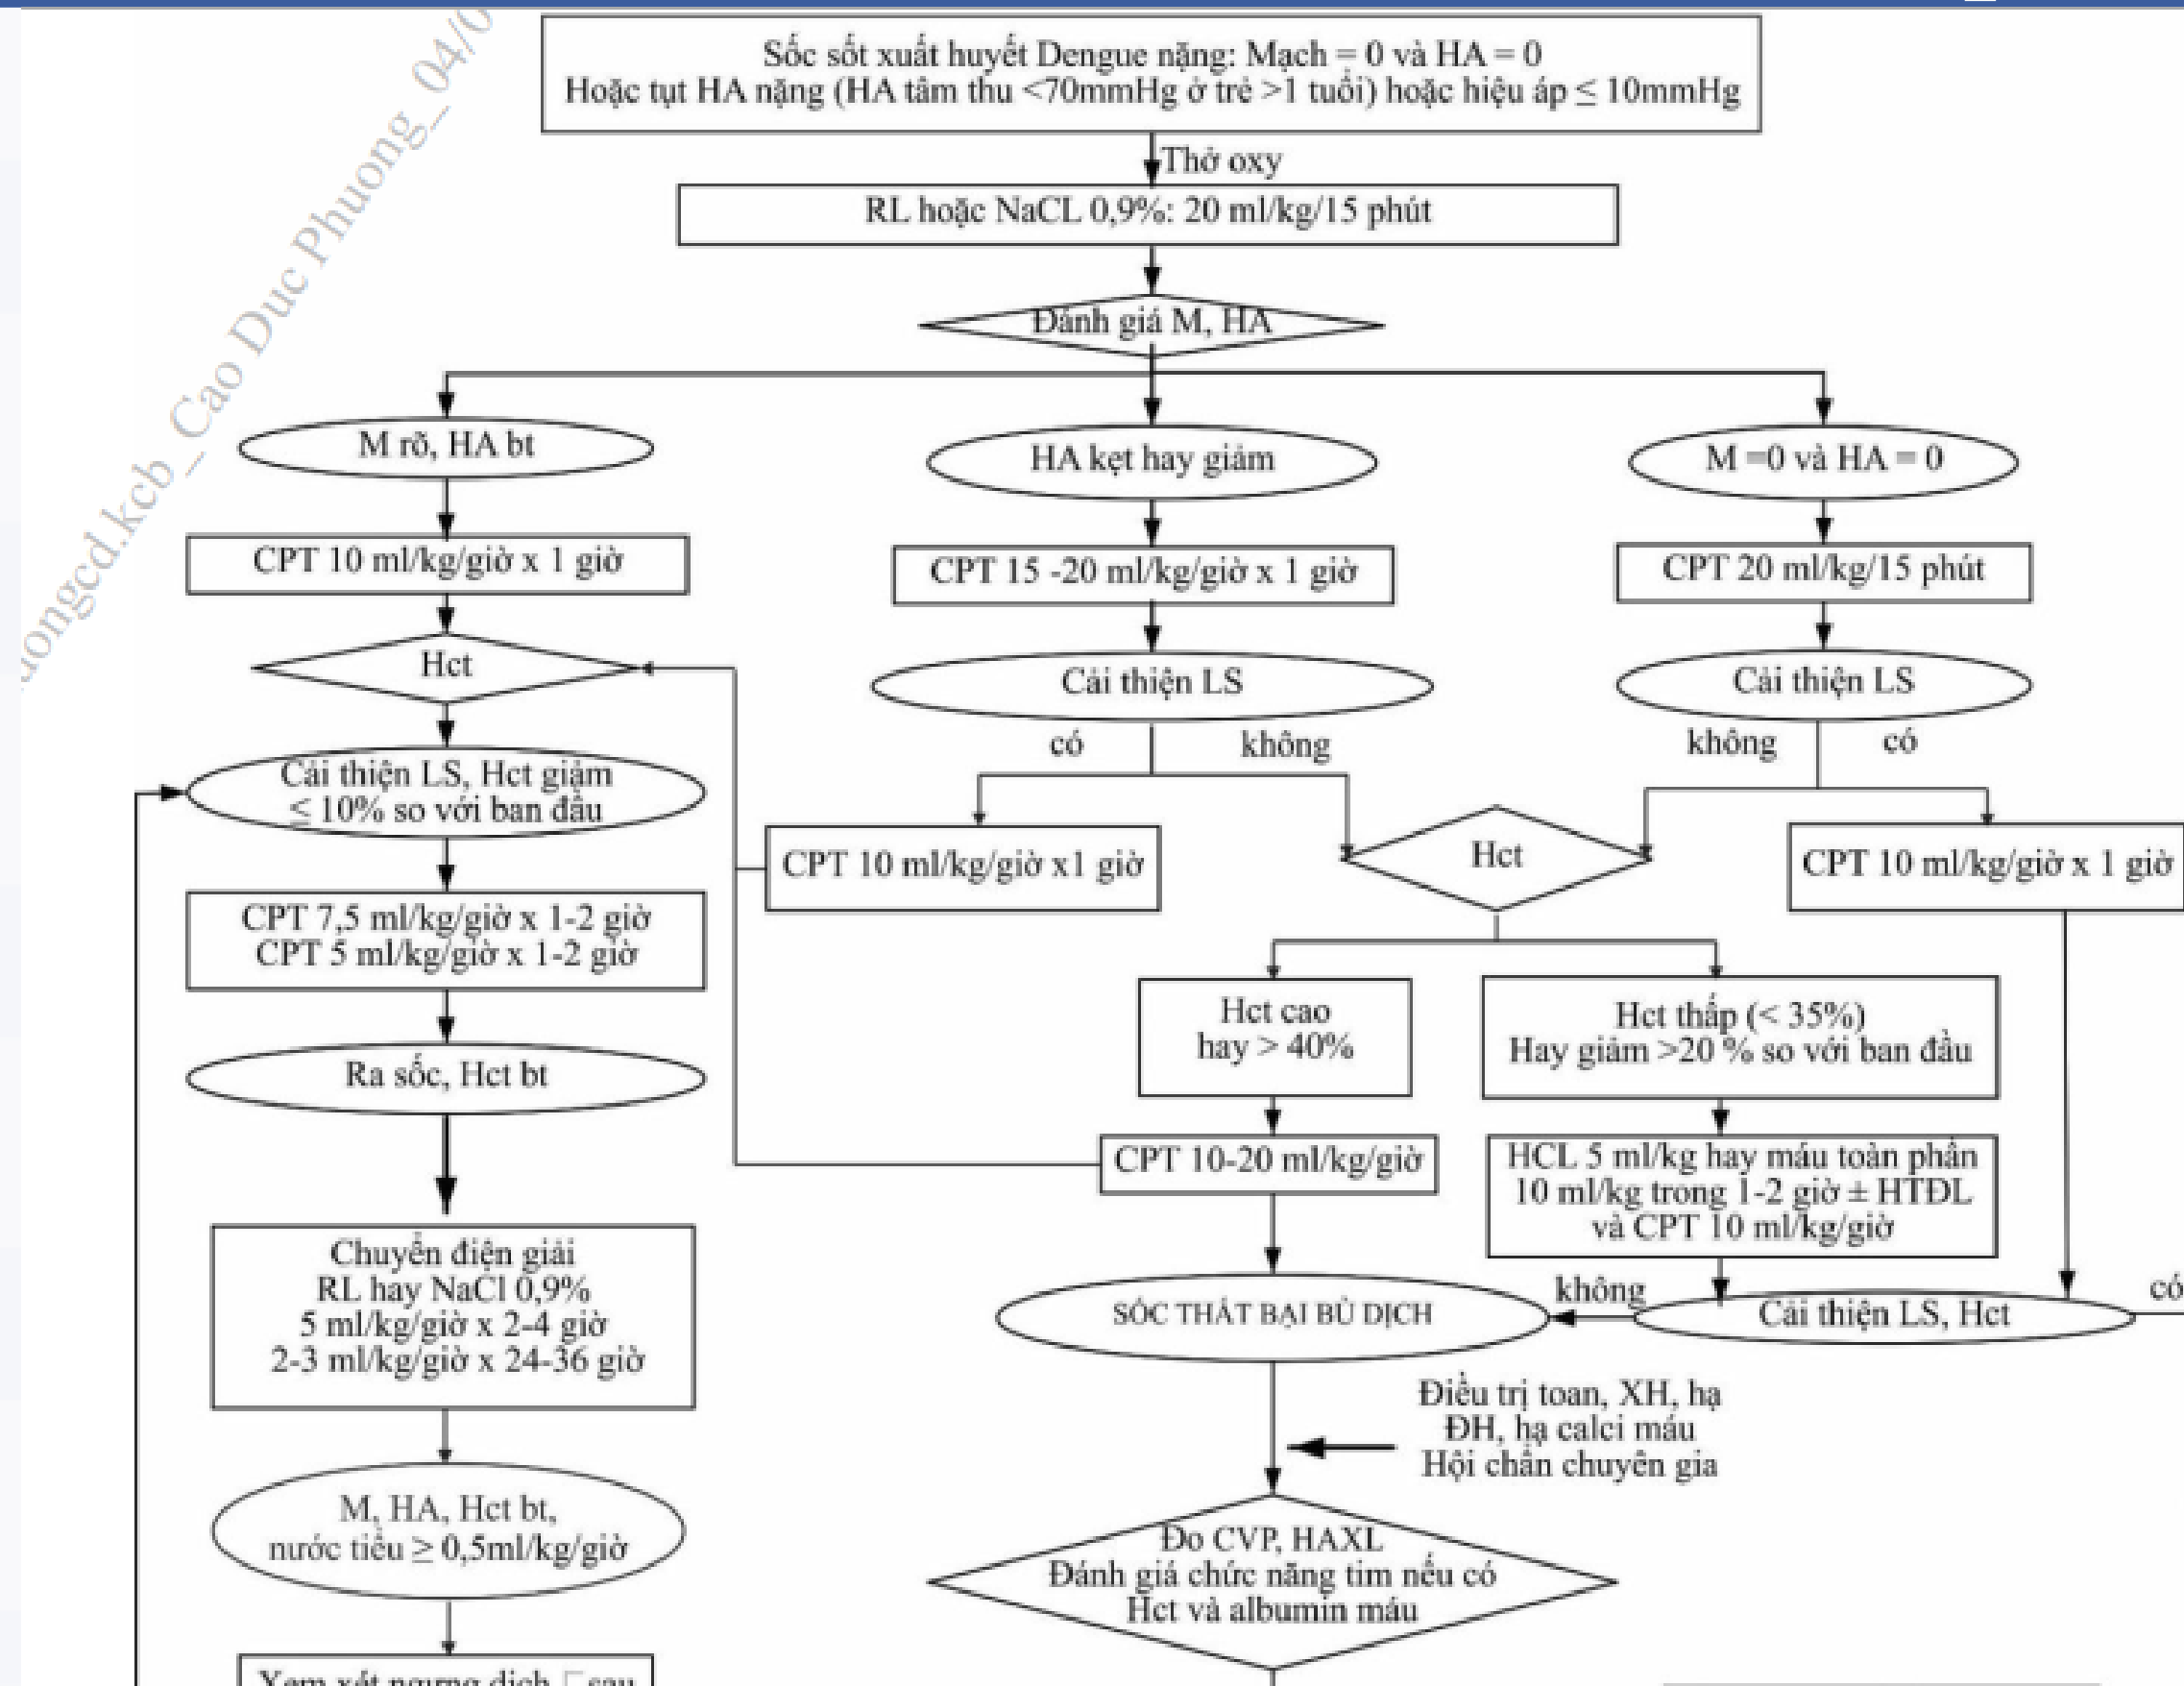 Sốc sốt xuất huyết Dengue nặng: Mạch = 0 và HA = 0
Hoặc tụt HA nặng (HA tâm thu <70mmHg ở trẻ >1 tuổi) hoặc hiệu áp ≤ 10mmHg
Thở oxy
RL hoặc NaCL 0,9%: 20 ml/kg/15 phút
Đánh giá M, HA
M rõ, HA bt
HA kẹt hay giảm
M =0 và HA = 0
CPT 10 ml/kg/giờ x 1 giờ
CPT 15 -20 ml/kg/giờ x 1 giờ
CPT 20 ml/kg/15 phút
Hct
Cải thiện LS
Cải thiện LS
có
không
không
có
Cải thiện LS, Hct giảm
≤ 10% so với ban đầu
CPT 10 ml/kg/giờ x1 giờ
Hct
CPT 10 ml/kg/giờ x 1 giờ
CPT 7,5 ml/kg/giờ x 1-2 giờ
CPT 5 ml/kg/giờ x 1-2 giờ
Hct cao
hay > 40%
Hct thấp (< 35%)
Hay giảm >20 % so với ban đầu
Ra sốc, Hct bt
CPT 10-20 ml/kg/giờ
HCL 5 ml/kg hay máu toàn phần
10 ml/kg trong 1-2 giờ ± HTĐL
và CPT 10 ml/kg/giờ
Chuyển điện giải
RL hay NaCl 0,9%
5 ml/kg/giờ x 2-4 giờ
2-3 ml/kg/giờ x 24-36 giờ
SỐC THẤT BẠI BÙ DỊCH
không
Cải thiện LS, Hct
có
Điều trị toan, XH, hạ
ĐH, hạ calci máu
Hội chẩn chuyên gia
M, HA, Hct bt,
nước tiểu ≥ 0,5ml/kg/giờ
Đo CVP, HAXL
Đánh giá chức năng tim nếu có
Hct và albumin máu
Xem xét ngưng dịch sau
ongcd.kcb_Cao Duc Phuong_04/0